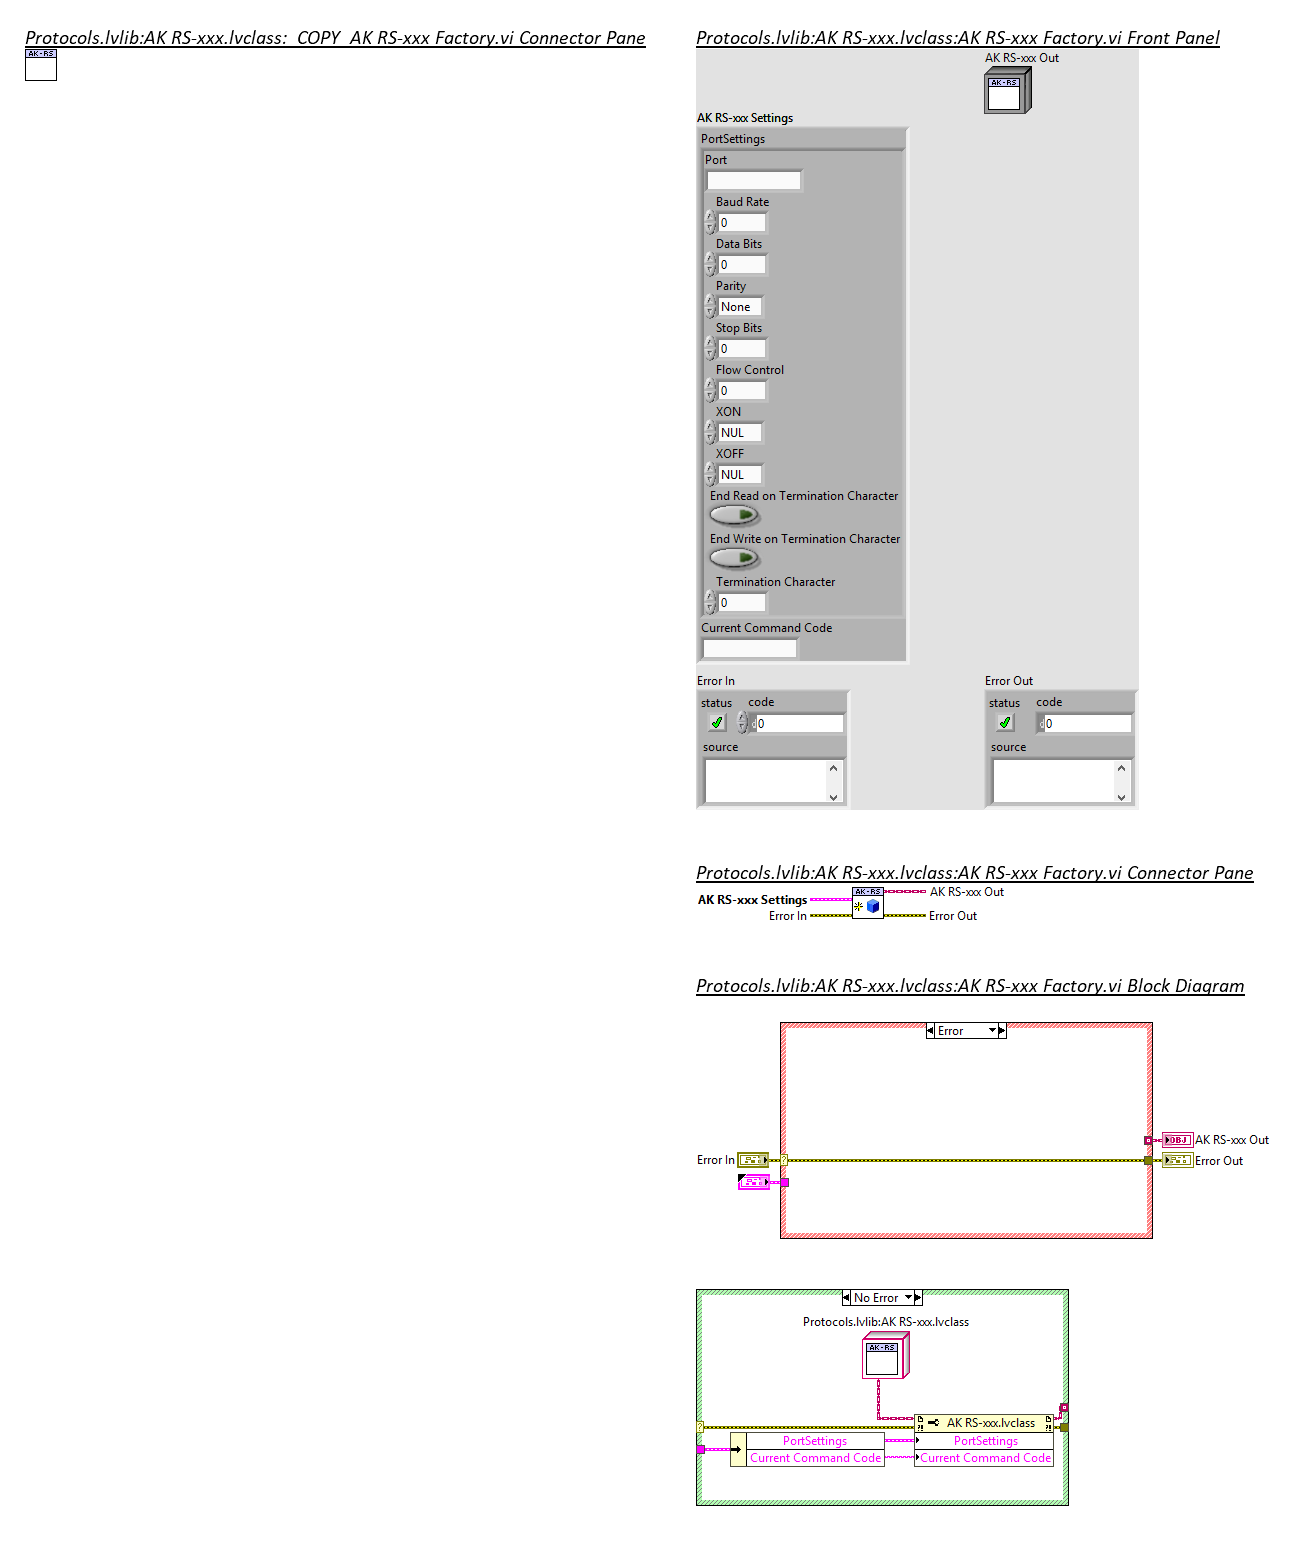 Protocols.lvlib:AK RS-xxx.lvclass:_COPY_AK RS-xxx Factory.vi Connector Pane
AK-RS
Protocols.lvlib:AK RS-xxx.lvclass:AK RS-xxx Factory.vi Front Panel
AK RS-xxx Out
AK-RS
AK RS-xxx Settings
PortSettings
Port
Baud Rate
0
Data Bits
0
Parity
None
Stop Bits
0
Flow Control
0
XON
NUL
XOFF
NUL
End Read on Termination Character
End Write on Termination Character
Termination Character
0
Current Command Code
Error In
status code
d 0
source
Error Out
status code
d 0
source
Protocols.lvlib:AK RS-xxx.lvclass:AK RS-xxx Factory.vi Connector Pane
AK-RS AK RS-xxx Out
AK RS-xxx Settings
Error In Error Out
Protocols.lvlib:AK RS-xxx.lvclass:AK RS-xxx Factory.vi Block Diagram
Error
OBJ AK RS-xxx Out
Error In ? Error Out
No Error
Protocols.lvlib:AK RS-xxx.lvclass
AK-RS
? ?! AK RS-xxx.lvclass ?!
PortSettings PortSettings
Current Command Code Current Command Code